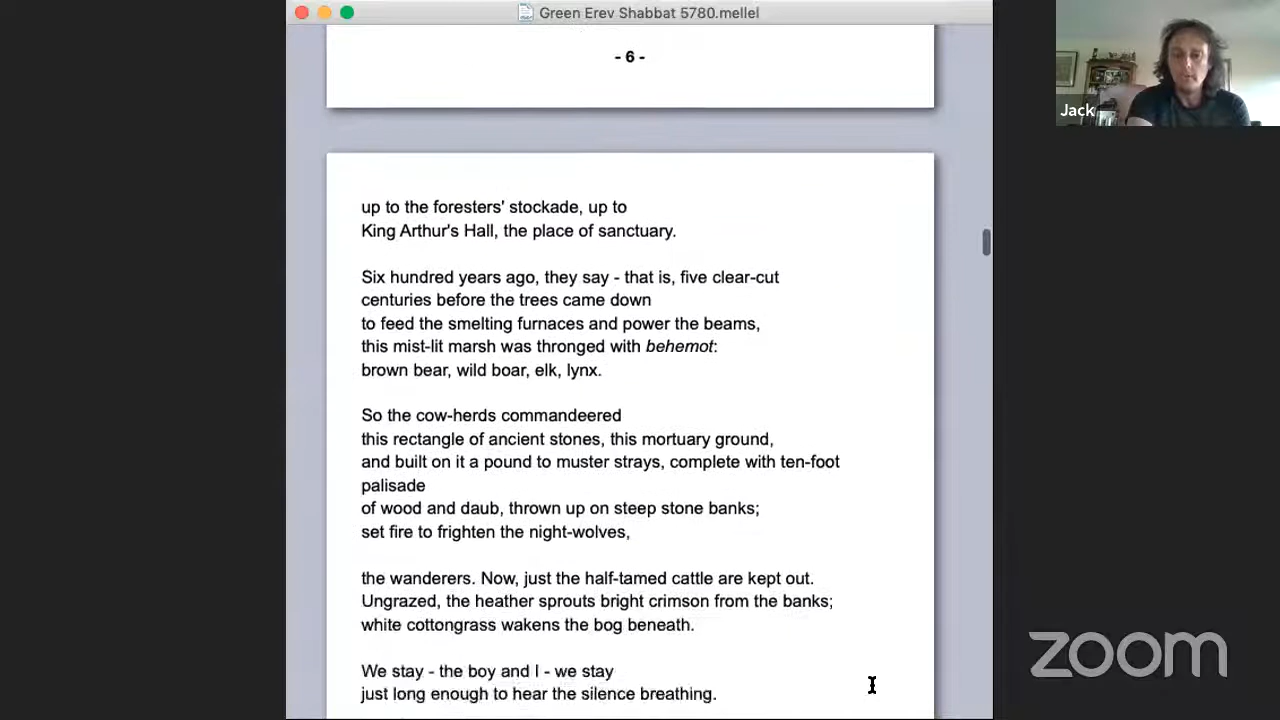 Green Erev Shabbat 5780.mellel
- 6 -
Jack
up to the foresters' stockade, up to
King Arthur's Hall, the place of sanctuary.
Six hundred years ago, they say - that is, five clear-cut
centuries before the trees came down
to feed the smelting furnaces and power the beams,
this mist-lit marsh was thronged with behemot:
brown bear, wild boar, elk, lynx.
So the cow-herds commandeered
this rectangle of ancient stones, this mortuary ground,
and built on it a pound to muster strays, complete with ten-foot
palisade
of wood and daub, thrown up on steep stone banks;
set fire to frighten the night-wolves,
the wanderers. Now, just the half-tamed cattle are kept out.
Ungrazed, the heather sprouts bright crimson from the banks;
white cottongrass wakens the bog beneath.
We stay - the boy and I - we stay
just long enough to hear the silence breathing.
zoom